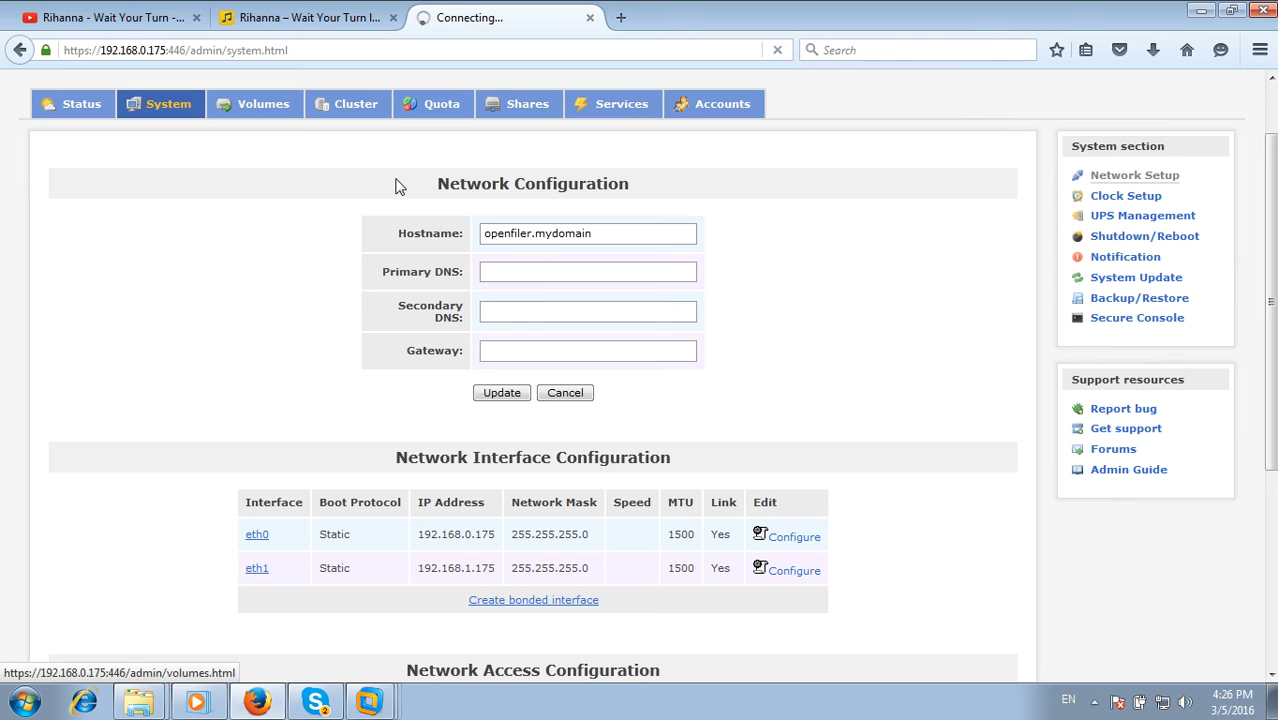 Rihanna - Wait Your Turn -...
Rihanna – Wait Your Turn l...
Connecting...
https://192.168.0.175:446/admin/system.html
Search
Status
System
Volumes
Cluster
Quota
Shares
Services
Accounts
Network Configuration
Hostname: openfiler.mydomain
Primary DNS:
Secondary
DNS:
Gateway:
Update Cancel
Network Interface Configuration
Interface Boot Protocol IP Address Network Mask Speed MTU Link Edit
eth0 Static 192.168.0.175 255.255.255.0 1500 Yes Configure
eth1 Static 192.168.1.175 255.255.255.0 1500 Yes Configure
Create bonded interface
Network Access Configuration
System section
Network Setup
Clock Setup
UPS Management
Shutdown/Reboot
Notification
System Update
Backup/Restore
Secure Console
Support resources
Report bug
Get support
Forums
Admin Guide
https://192.168.0.175:446/admin/volumes.html
2
EN
4:26 PM
3/5/2016